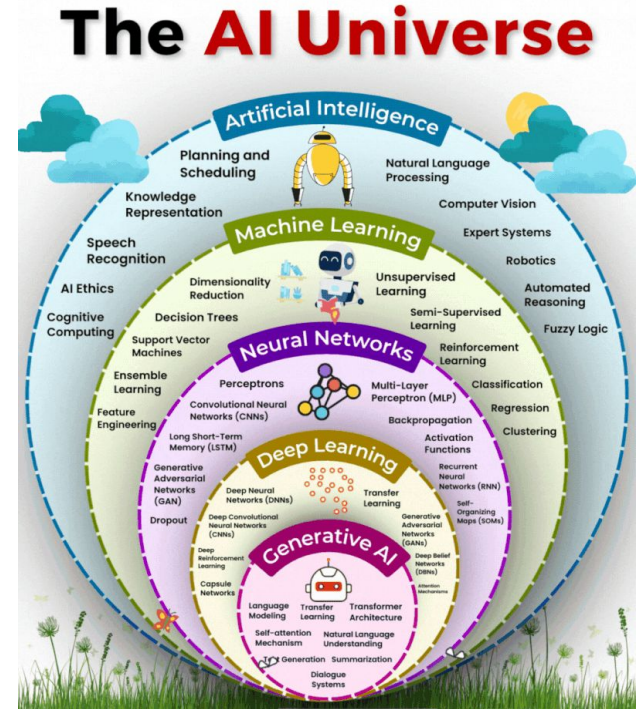 The AI Universe
Artificial Intelligence
Planning and
Scheduling
Natural Language
Processing
Knowledge
Representation
Computer Vision
Speech
Recognition
Expert Systems
Robotics
AI Ethics
Automated
Reasoning
Cognitive
Computing
Fuzzy Logic
Machine Learning
Dimensionality
Reduction
Unsupervised
Learning
Decision Trees
Semi-Supervised
Learning
Support Vector
Machines
Reinforcement
Learning
Ensemble
Learning
Classification
Feature
Engineering
Regression
Clustering
Neural Networks
Perceptrons
Multi-Layer
Perceptron (MLP)
Convolutional Neural
Networks (CNNs)
Backpropagation
Long Short-Term
Memory (LSTM)
Activation
Functions
Generative
Adversarial
Networks
(GAN)
Recurrent
Neural
Networks (RNN)
Dropout
Self-
Organizing
Maps (SOMs)
Deep Learning
Deep Neural
Networks (DNNs)
Transfer
Learning
Deep Convolutional
Neural Networks
(CNNs)
Generative
Adversarial
Networks
(GANs)
Deep
Reinforcement
Learning
Deep Belief
Networks
(DBNs)
Capsule
Networks
Attention
Mechanisms
Generative AI
Language
Modeling
Transfer
Learning
Transformer
Architecture
Self-attention
Mechanism
Natural Language
Understanding
Generation
Summarization
Dialogue
Systems